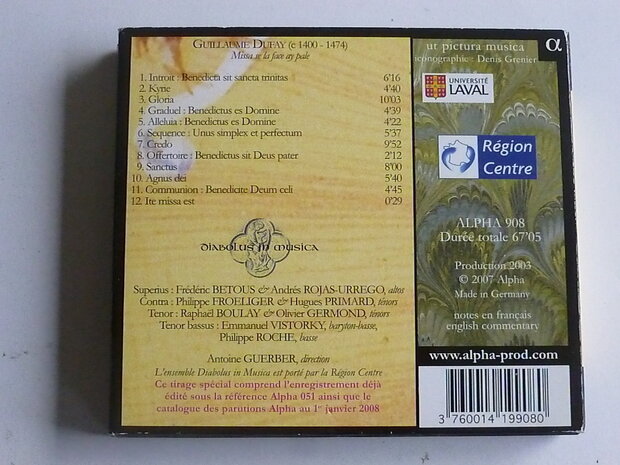 GUILLAUME DUFAY (c 1400 - 1474)
Missa se la face ay pale
1. Introit : Benedicta sit sancta trinitas 6'16
2. Kyrie 4'40
3. Gloria 10'03
4. Graduel : Benedictus es Domine 4'39
5. Alleluia : Benedictus es Domine 4'22
6. Sequence : Unus simplex et perfectum 5'37
7. Credo 9'52
8. Offertoire : Benedictus sit Deus pater 2'12
9. Sanctus 8'00
10. Agnus dei 5'40
11. Communion : Benedicite Deum celi 4'45
12. Ite missa est 0'29
DIABOLUS IN MUSICA
Superius : Frédéric BETOUS & Andrés ROJAS-URREGO, altos
Contra : Philippe FROELIGER & Hugues PRIMARD, ténors
Tenor : Raphaël BOULAY & Olivier GERMOND, ténors
Tenor bassus : Emmanuel VISTORKY, baryton-basse,
Philippe ROCHE, basse
Antoine GUERBER, direction
L'ensemble Diabolus in Musica est porté par la Région Centre
Ce tirage spécial comprend l'enregistrement déjà
édité sous la référence Alpha 051 ainsi que le
catalogue des parutions Alpha au 1er janvier 2008
ut pictura musica
iconographie : Denis Grenier
α
UNIVERSITÉ
LAVAL
Région
Centre
ALPHA 908
Durée totale 67'05
Production 2003
© 2007 Alpha
Made in Germany
notes en français
english commentary
www.alpha-prod.com
3 760014 199080